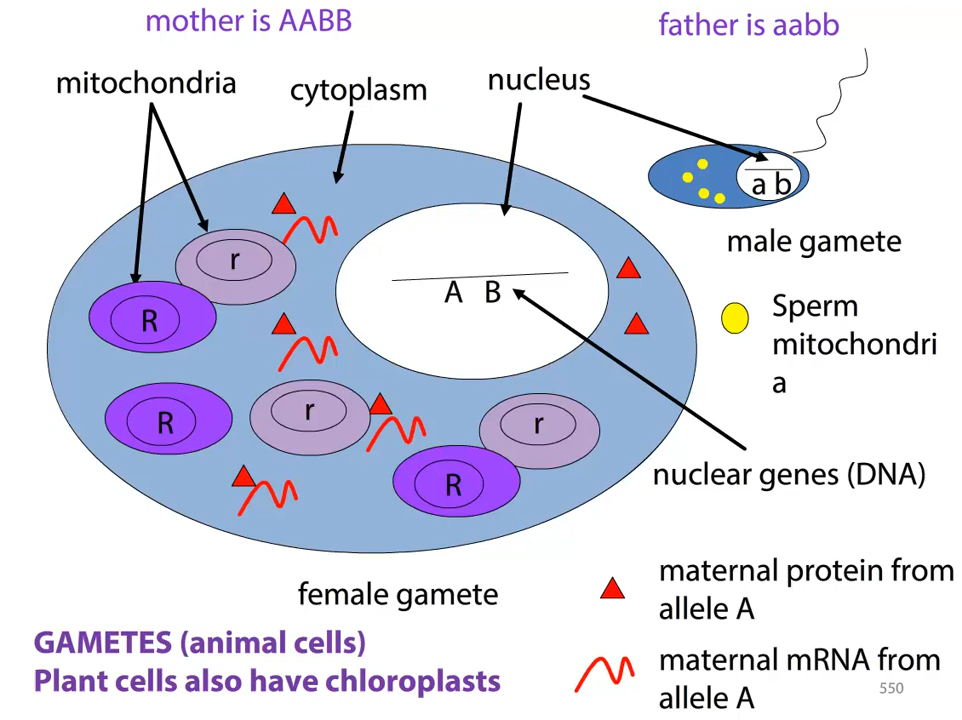 mother is AABB
father is aabb
mitochondria
cytoplasm
nucleus
a b
male gamete
r
R
A B
Sperm
mitochondri
a
R
r
r
R
nuclear genes (DNA)
female gamete
maternal protein from
allele A
GAMETES (animal cells)
Plant cells also have chloroplasts
maternal mRNA from
allele A
550